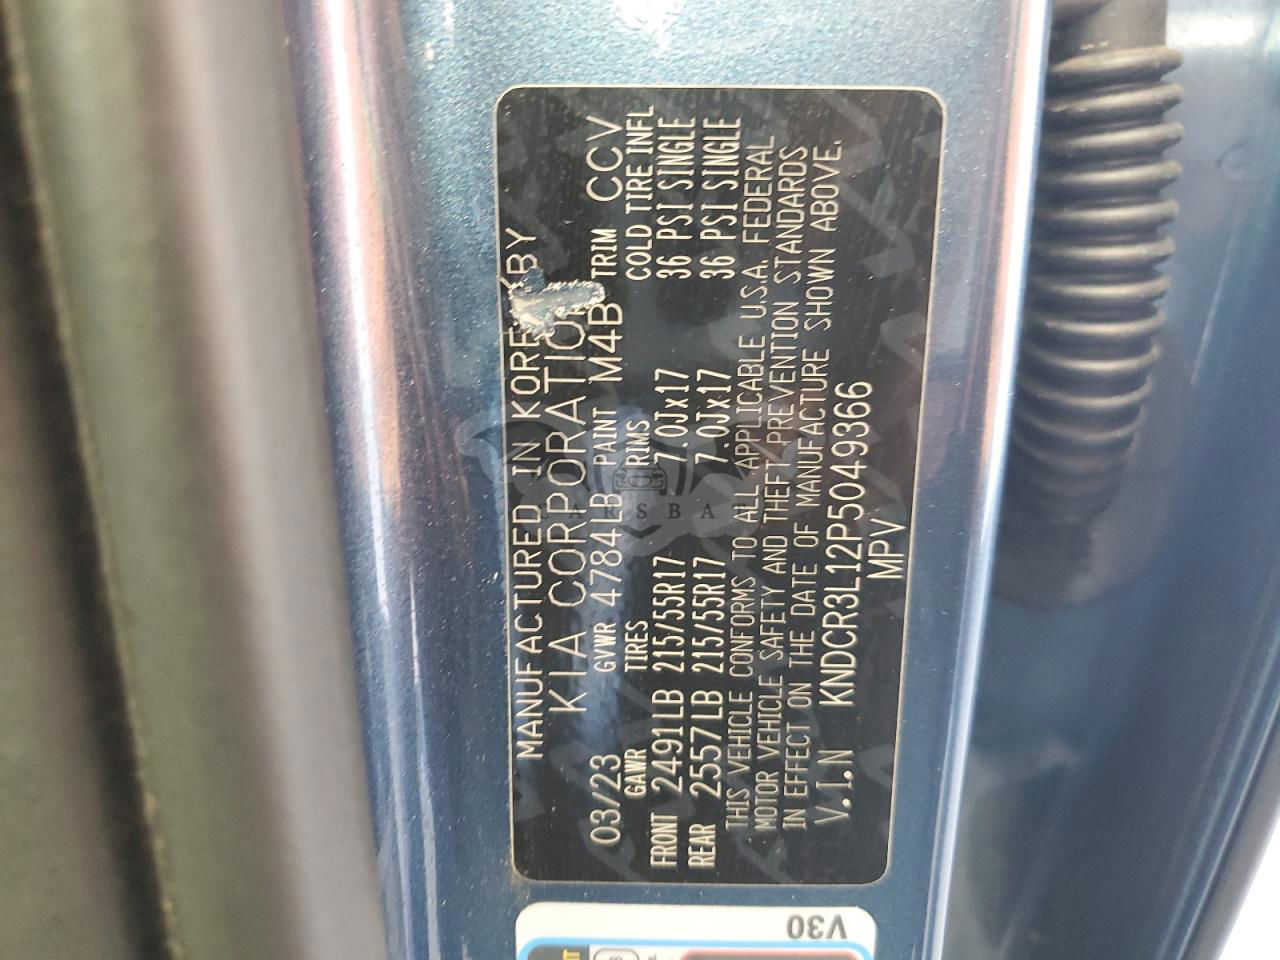 MANUFACTURED IN KOREA BY
KIA CORPORATION
03/23 GVWR 4784LB PAINT M4B TRIM CCV
GAWR TIRES RIMS COLD TIRE INFL
FRONT 2491LB 215/55R17 7.0Jx17 36 PSI SINGLE
REAR 2557LB 215/55R17 7.0Jx17 36 PSI SINGLE
THIS VEHICLE CONFORMS TO ALL APPLICABLE U.S.A. FEDERAL
MOTOR VEHICLE SAFETY AND THEFT PREVENTION STANDARDS
IN EFFECT ON THE DATE OF MANUFACTURE SHOWN ABOVE.
V.I.N KNDCR3L12P5049366
MPV
V30